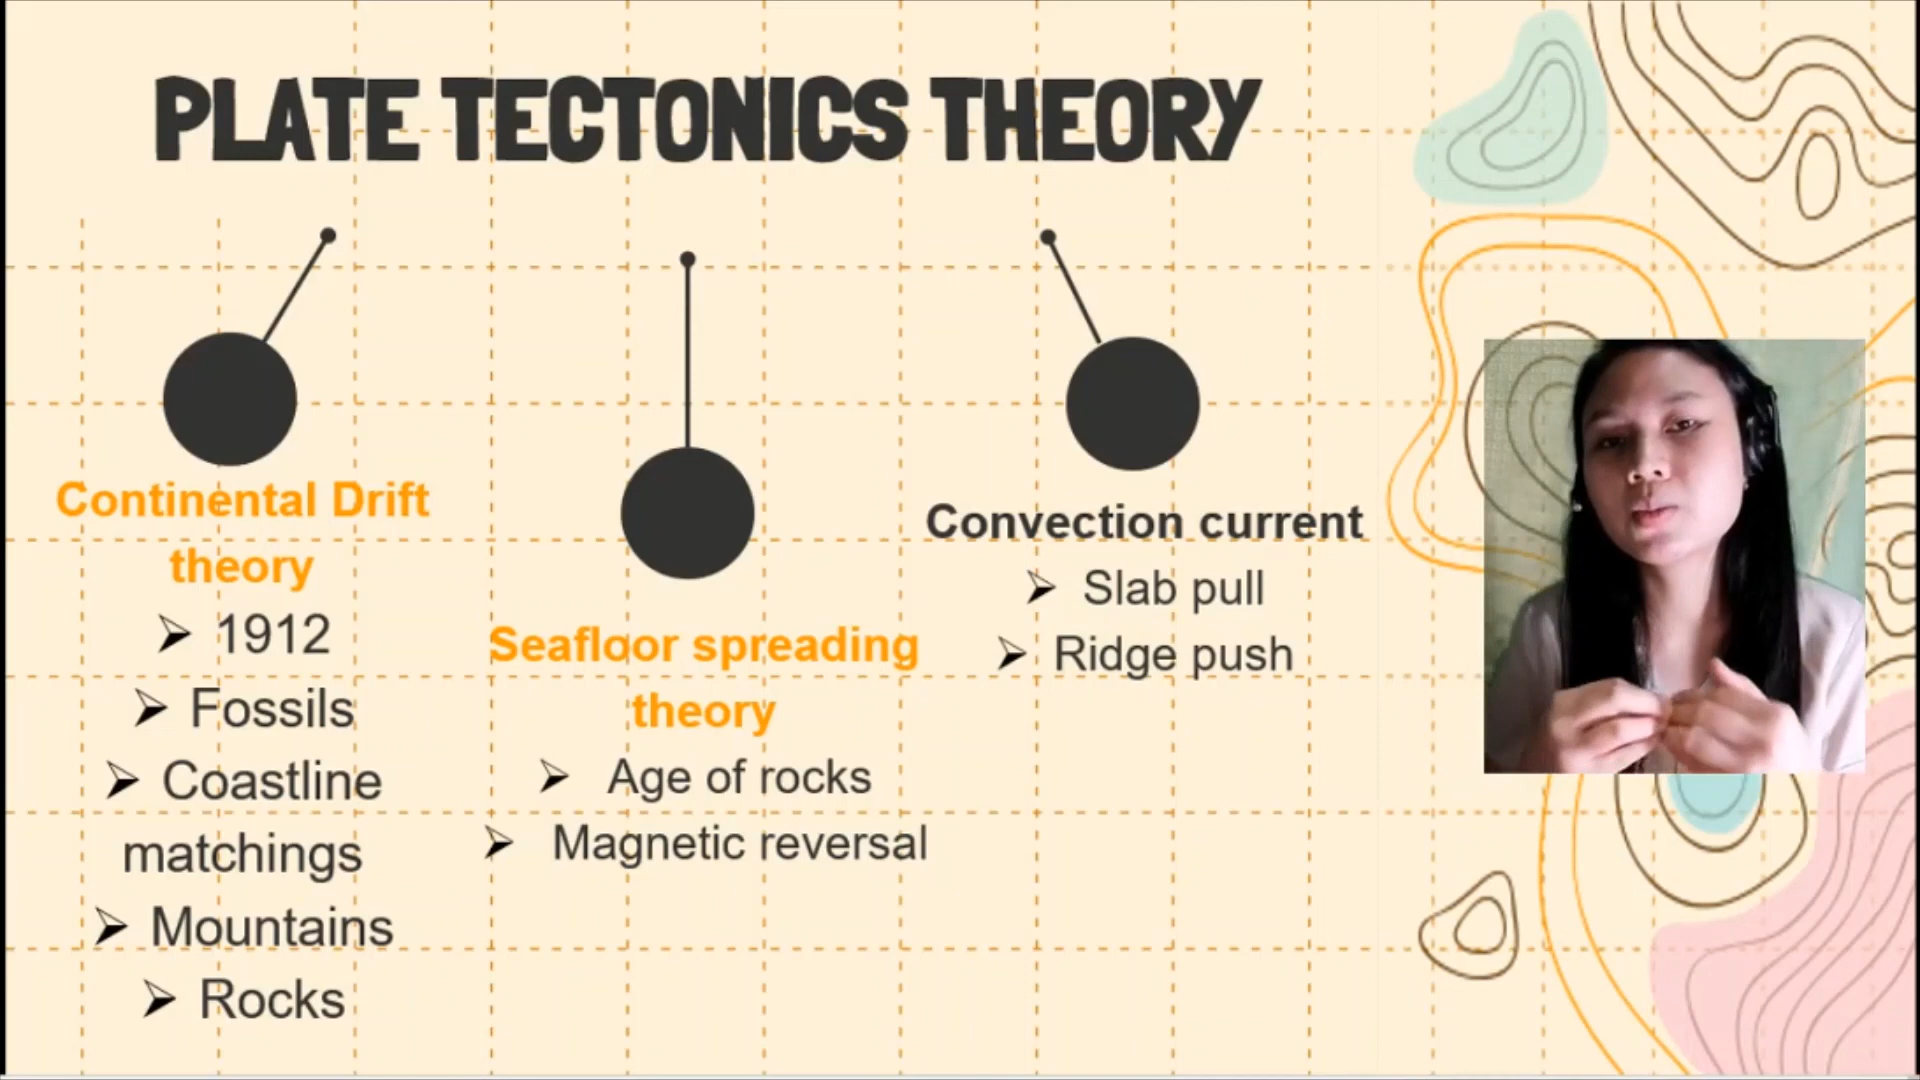 PLATE TECTONICS THEORY
Continental Drift
theory
➢ 1912
➢ Fossils
➢ Coastline
matchings
➢ Mountains
➢ Rocks
Seafloor spreading
theory
➢ Age of rocks
➢ Magnetic reversal
Convection current
➢ Slab pull
➢ Ridge push